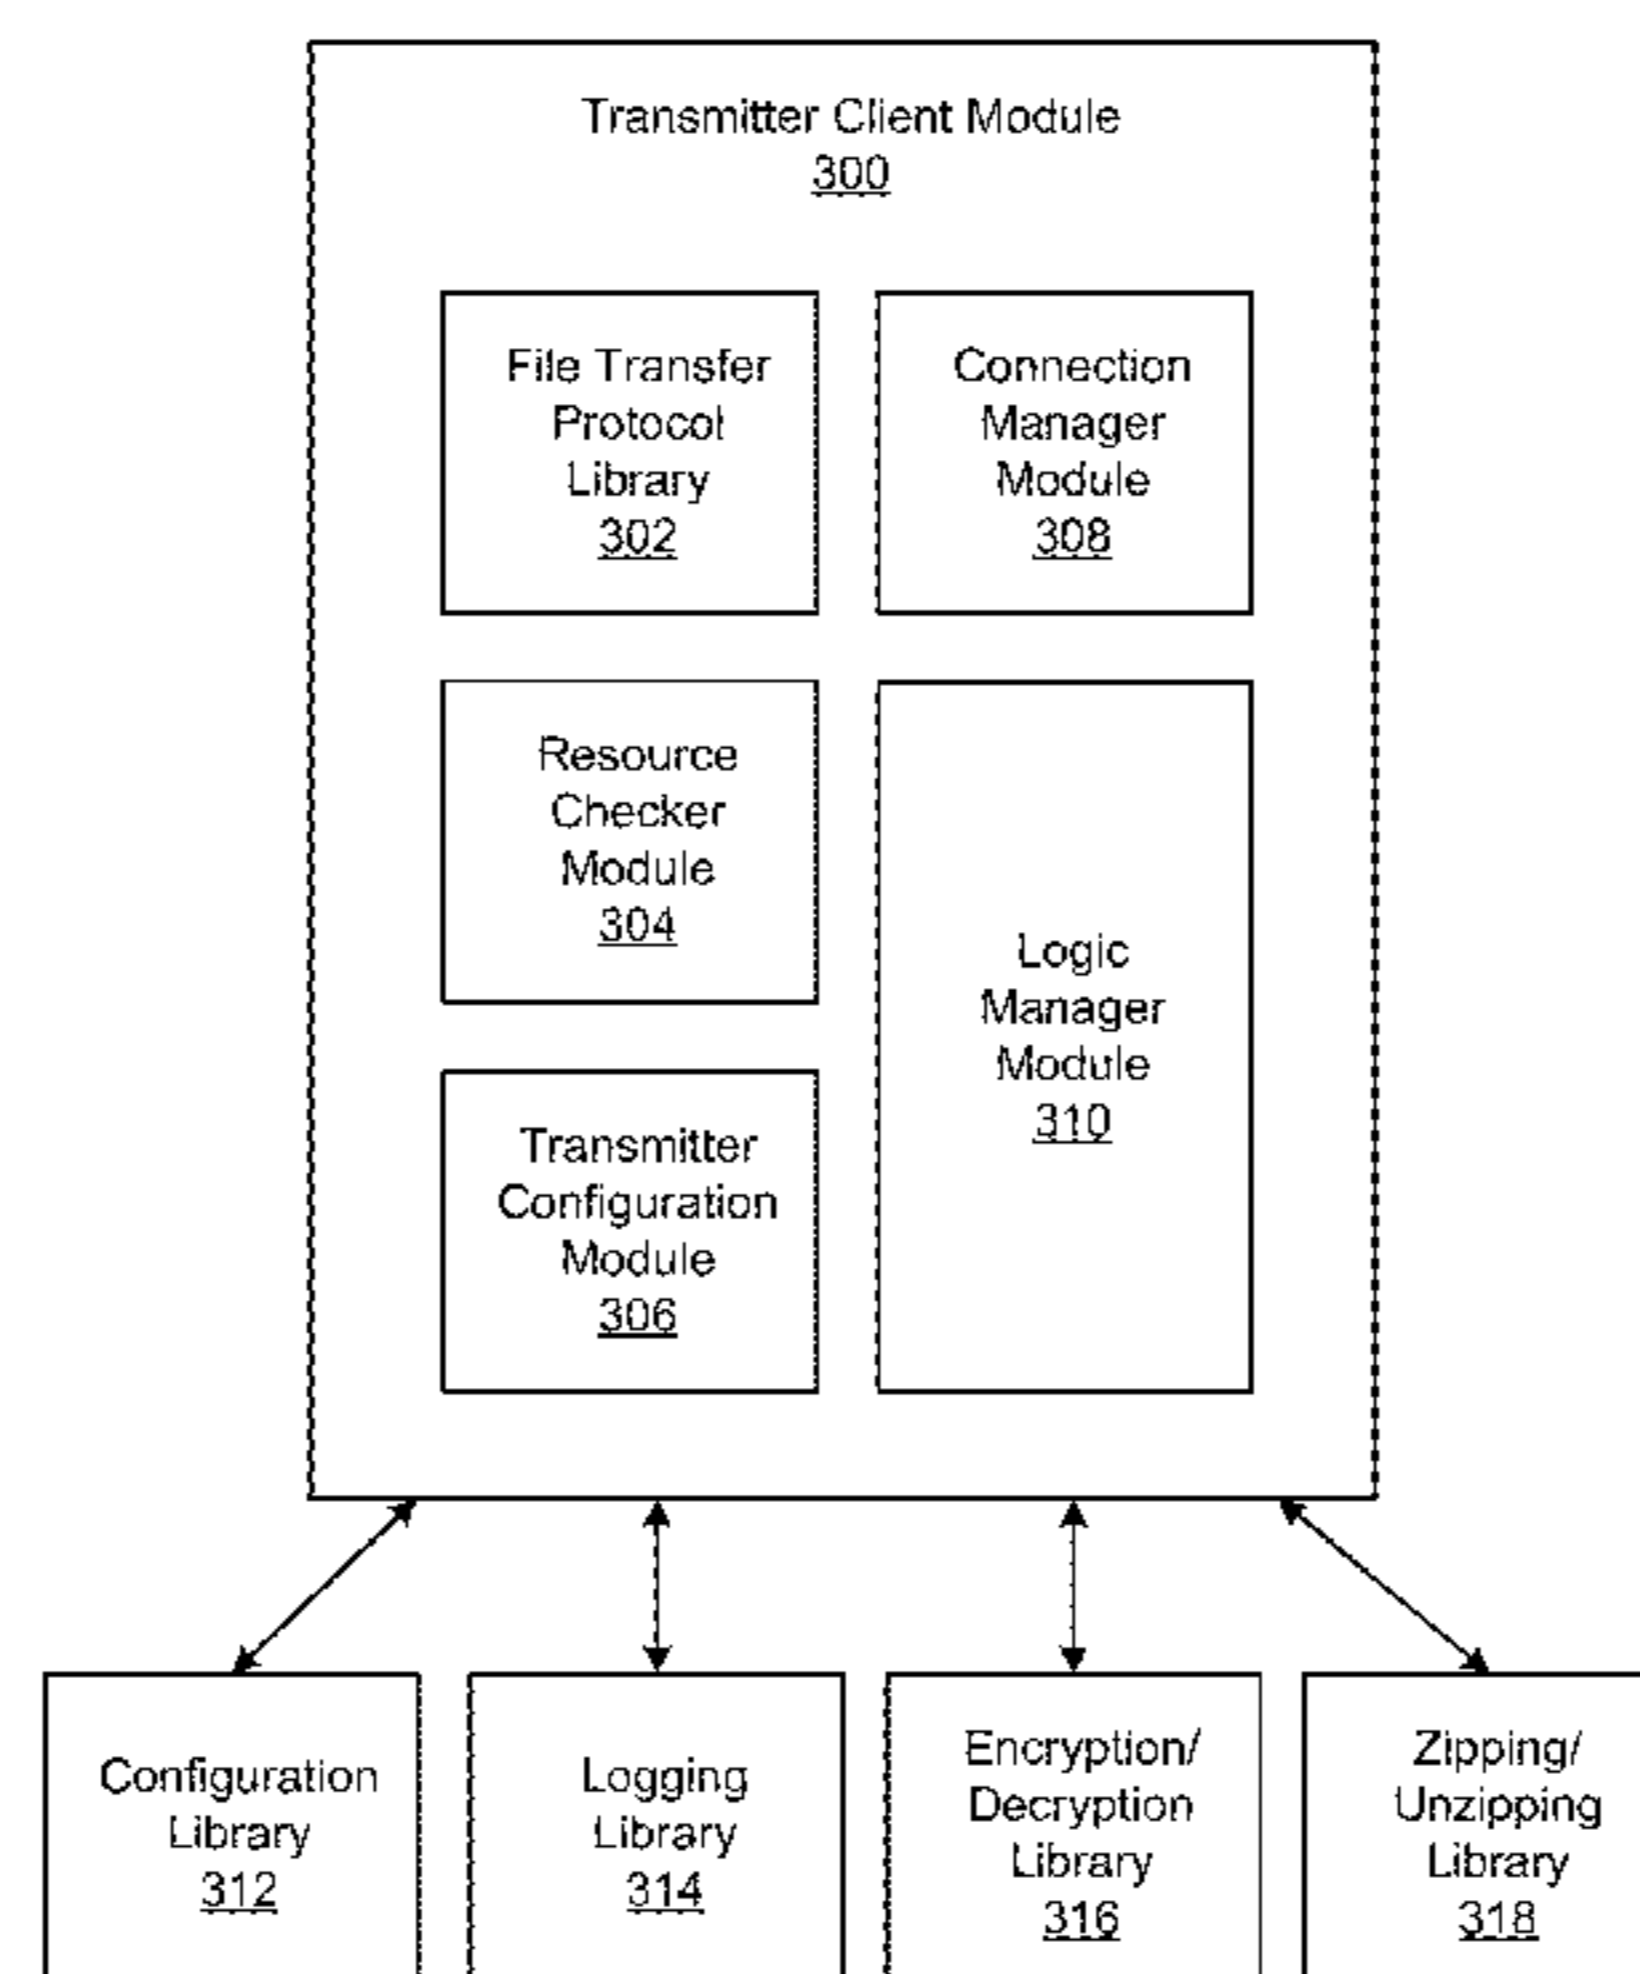 Transmitter Client Module
300
File Transfer
Protocol
Library
302
Connection
Manager
Module
308
Resource
Checker
Module
304
Logic
Manager
Module
310
Transmitter
Configuration
Module
306
Configuration
Library
312
Logging
Library
314
Encryption/
Decryption
Library
316
Zipping/
Unzipping
Library
318